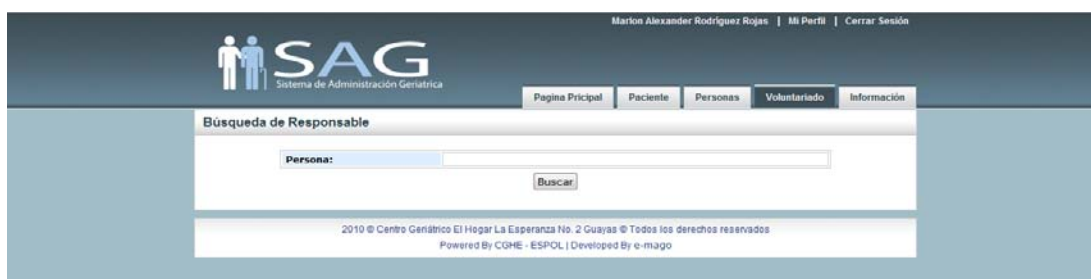 Marlon Alexander Rodríguez Rojas | Mi Perfil | Cerrar Sesión
SAG
Sistema de Administración Geriatrica
Pagina Pricipal Paciente Personas Voluntariado Información
Búsqueda de Responsable
Persona:
Buscar
2010 © Centro Geriátrico El Hogar La Esperanza No. 2 Guayas © Todos los derechos reservados
Powered By CGHE - ESPOL | Developed By e-mago